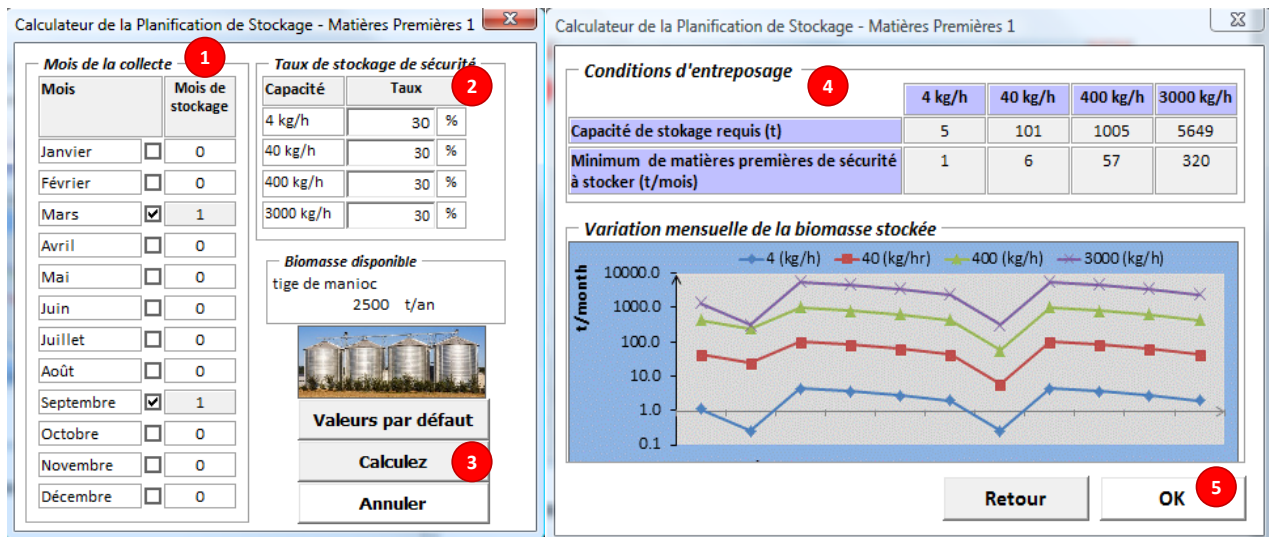 Calculateur de la Planification de Stockage - Matières Premières 1
Mois de la collecte
1
Mois
Mois de stockage
Janvier 0
Février 0
Mars 1
Avril 0
Mai 0
Juin 0
Juillet 0
Août 0
Septembre 1
Octobre 0
Novembre 0
Décembre 0
Taux de stockage de sécurité
2
Capacité Taux
4 kg/h 30 %
40 kg/h 30 %
400 kg/h 30 %
3000 kg/h 30 %
Biomasse disponible
tige de manioc
2500 t/an
Valeurs par défaut
Calculez
3
Annuler
Calculateur de la Planification de Stockage - Matières Premières 1
Conditions d'entreposage
4
4 kg/h 40 kg/h 400 kg/h 3000 kg/h
Capacité de stokage requis (t) 5 101 1005 5649
Minimum de matières premières de sécurité
à stocker (t/mois) 1 6 57 320
Variation mensuelle de la biomasse stockée
4 (kg/h) 40 (kg/hr) 400 (kg/h) 3000 (kg/h)
t/month
10000.0
1000.0
100.0
10.0
1.0
0.1
Retour
OK
5